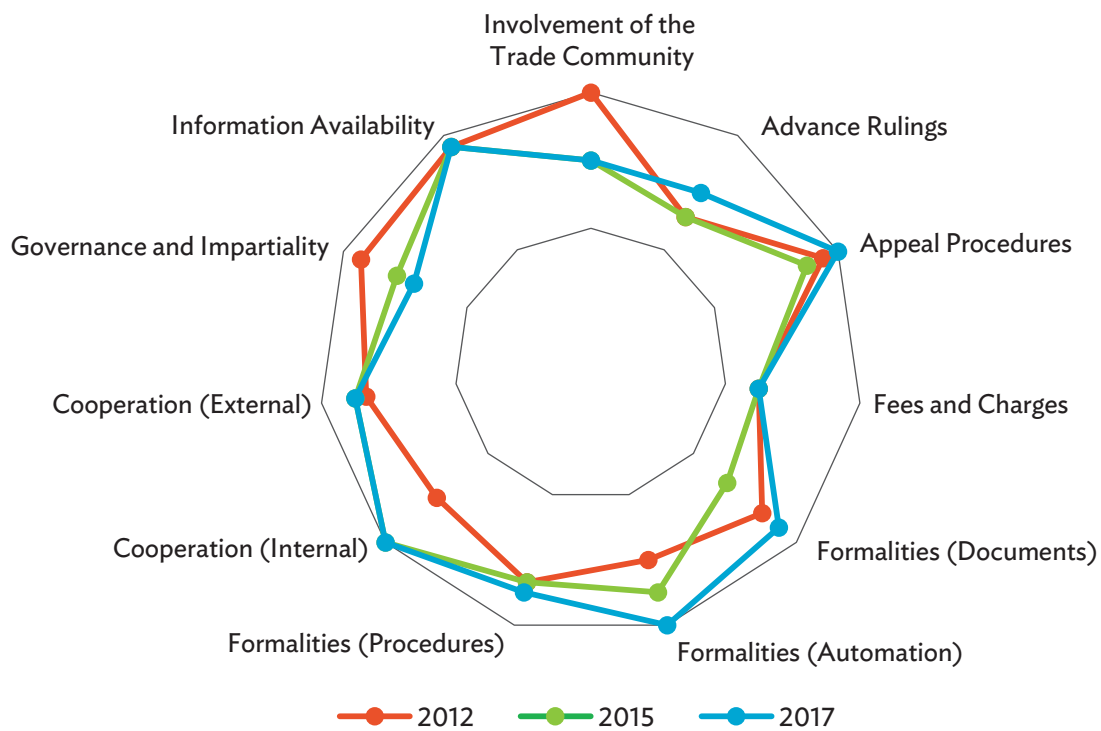 Involvement of the
Trade Community
Information Availability
Advance Rulings
Governance and Impartiality
Appeal Procedures
Cooperation (External)
Fees and Charges
Cooperation (Internal)
Formalities (Documents)
Formalities (Procedures)
Formalities (Automation)
2012
2015
2017